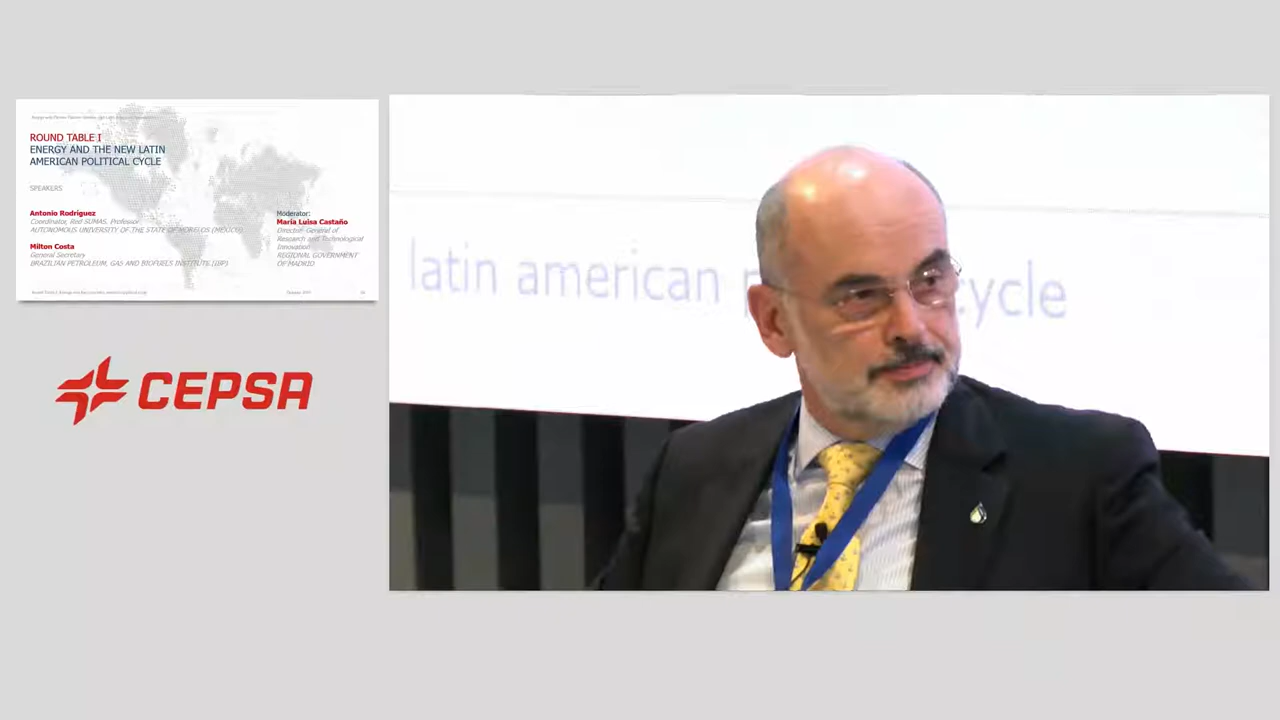 ROUND TABLE I
ENERGY AND THE NEW LATIN
AMERICAN POLITICAL CYCLE
SPEAKERS
Antonio Rodríguez
Coordinator, Red SUMAS, Professor
AUTONOMOUS UNIVERSITY OF THE STATE OF MORELOS (MEXICO)
Milton Costa
General Secretary
BRAZILIAN PETROLEUM, GAS AND BIOFUELS INSTITUTE (IBP)
Moderator:
María Luisa Castaño
Director-General of
Research and Technological
Innovation
REGIONAL GOVERNMENT
OF MADRID
CEPSA
latin american
cycle